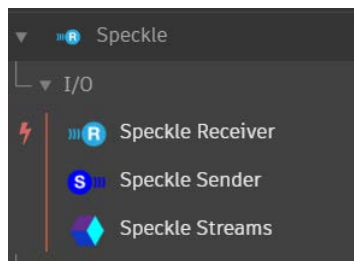 R Speckle
I/O
R Speckle Receiver
S Speckle Sender
Speckle Streams